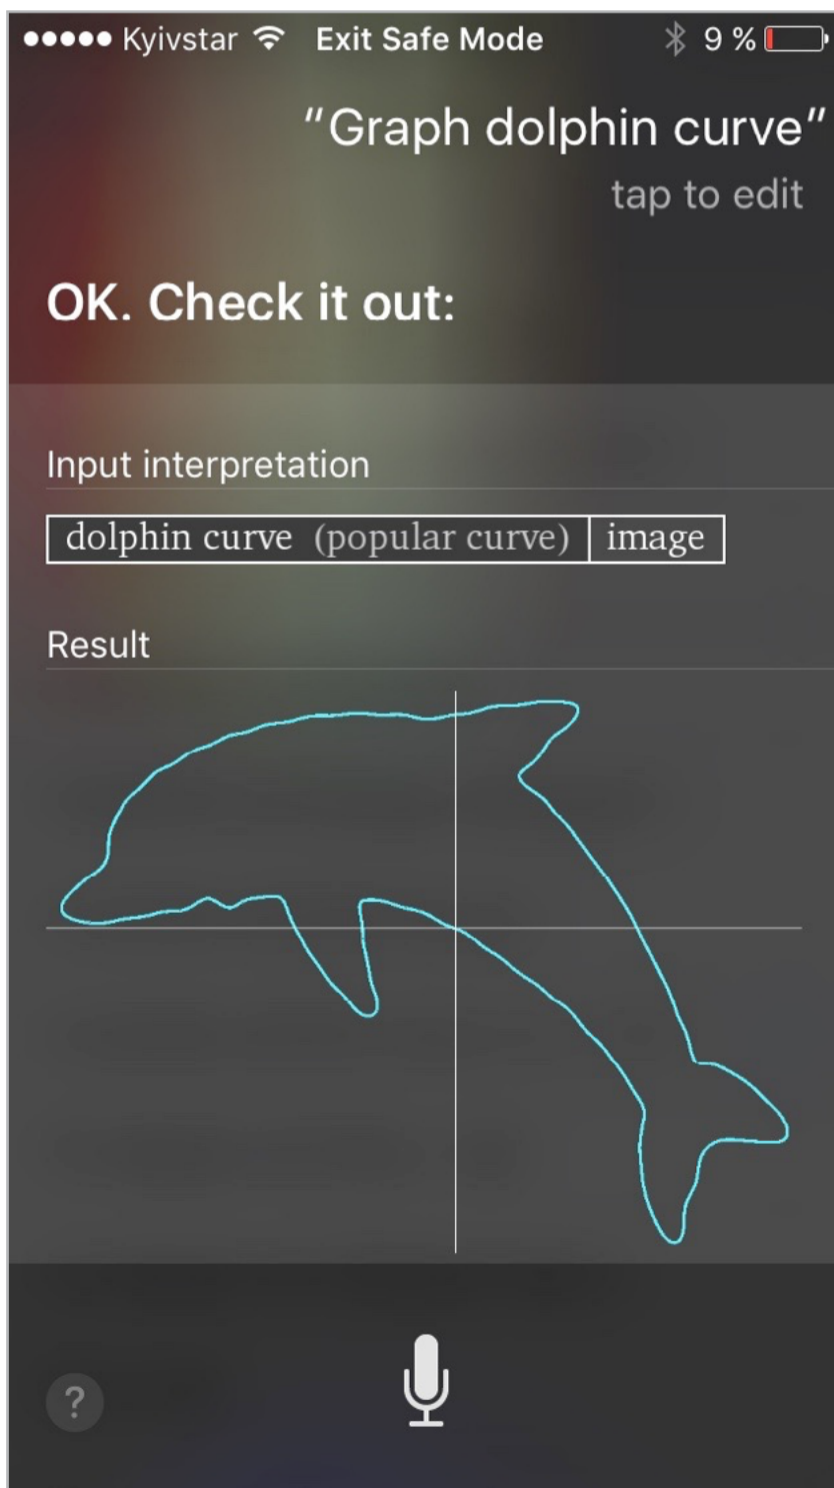 ●●●●● Kyivstar Exit Safe Mode 9 %
“Graph dolphin curve”
tap to edit
OK. Check it out:
Input interpretation
dolphin curve (popular curve) image
Result
?